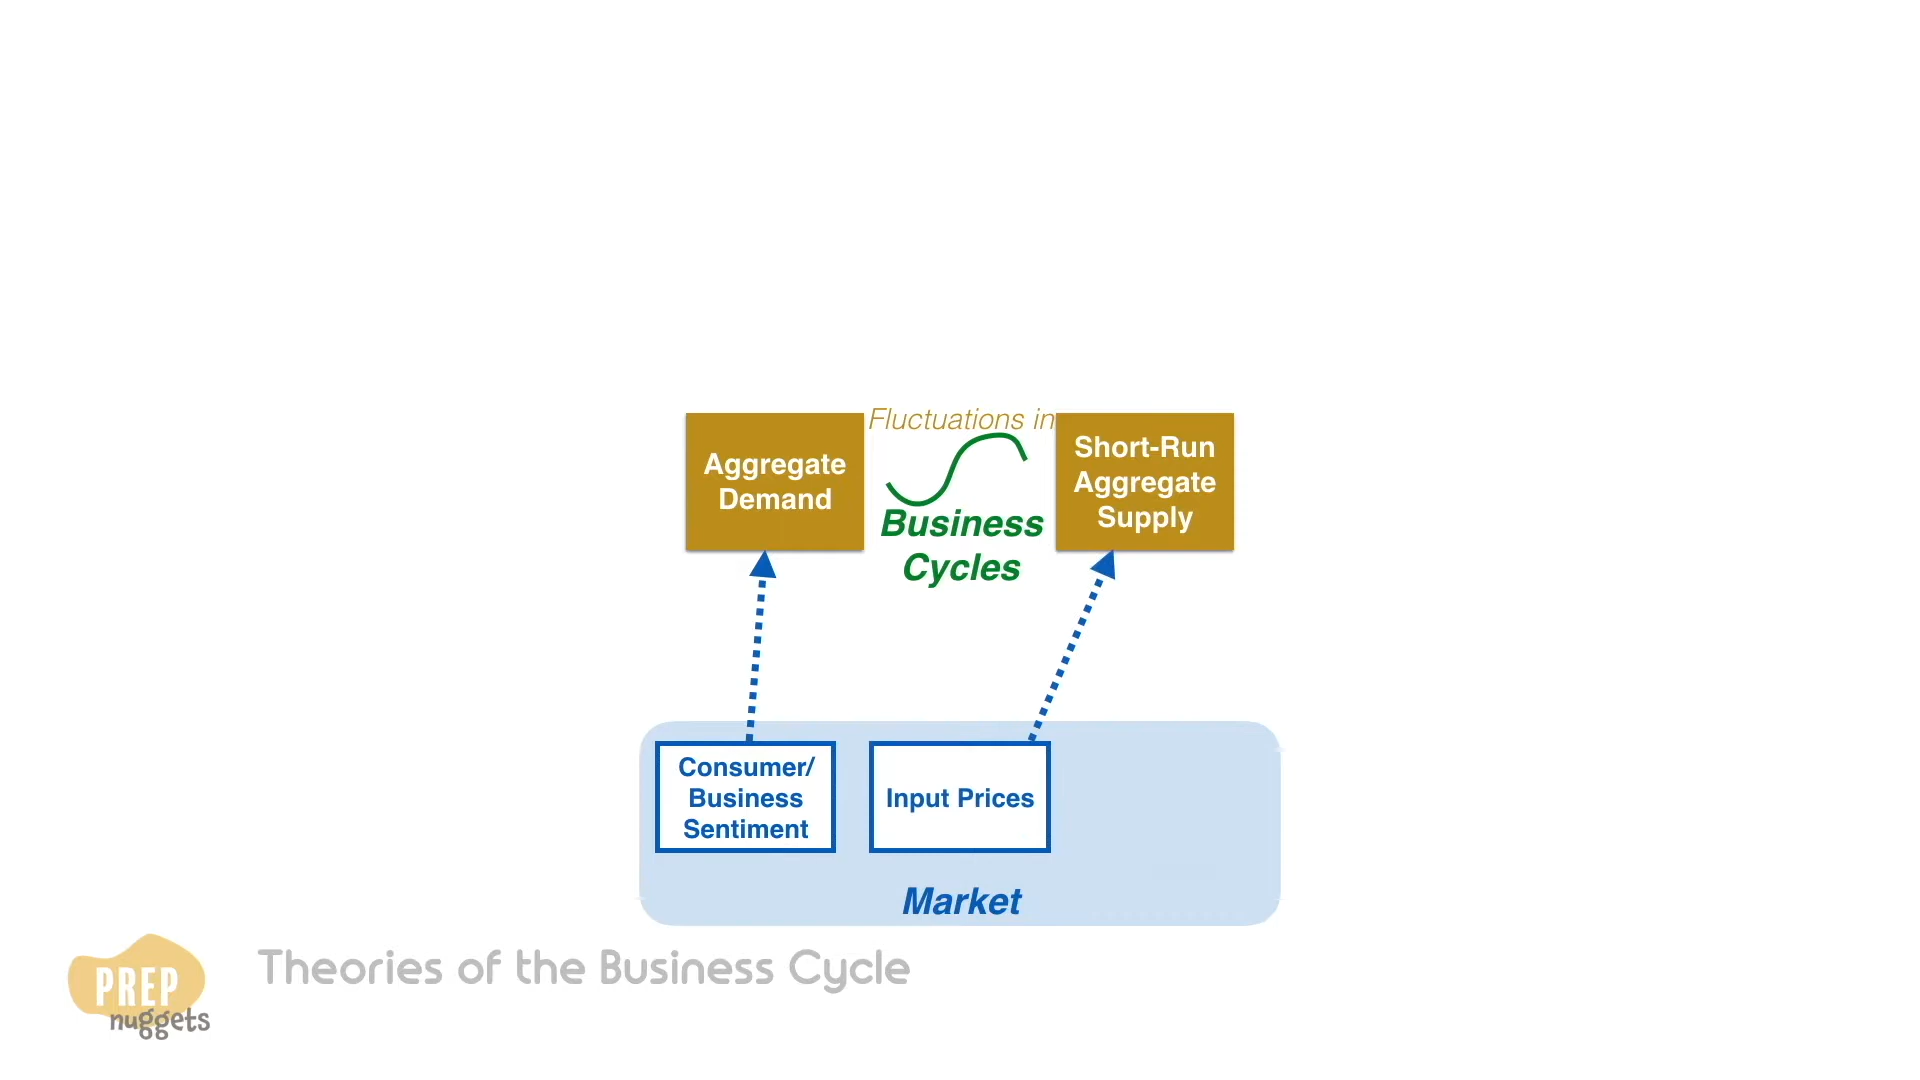 Fluctuations in
Aggregate
Demand
Short-Run
Aggregate
Supply
Business
Cycles
Consumer/
Business
Sentiment
Input Prices
Market
Theories of the Business Cycle
PREP
nuggets